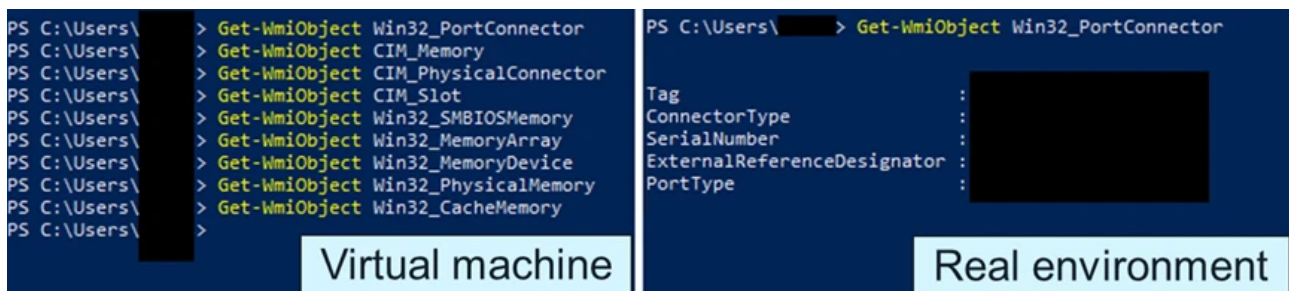 PS C:\Users\ > Get-WmiObject Win32_PortConnector
PS C:\Users\ > Get-WmiObject CIM_Memory
PS C:\Users\ > Get-WmiObject CIM_PhysicalConnector
PS C:\Users\ > Get-WmiObject CIM_Slot
PS C:\Users\ > Get-WmiObject Win32_SMBIOSMemory
PS C:\Users\ > Get-WmiObject Win32_MemoryArray
PS C:\Users\ > Get-WmiObject Win32_MemoryDevice
PS C:\Users\ > Get-WmiObject Win32_PhysicalMemory
PS C:\Users\ > Get-WmiObject Win32_CacheMemory
PS C:\Users\ >
Virtual machine
PS C:\Users\ > Get-WmiObject Win32_PortConnector
Tag :
ConnectorType :
SerialNumber :
ExternalReferenceDesignator :
PortType :
Real environment